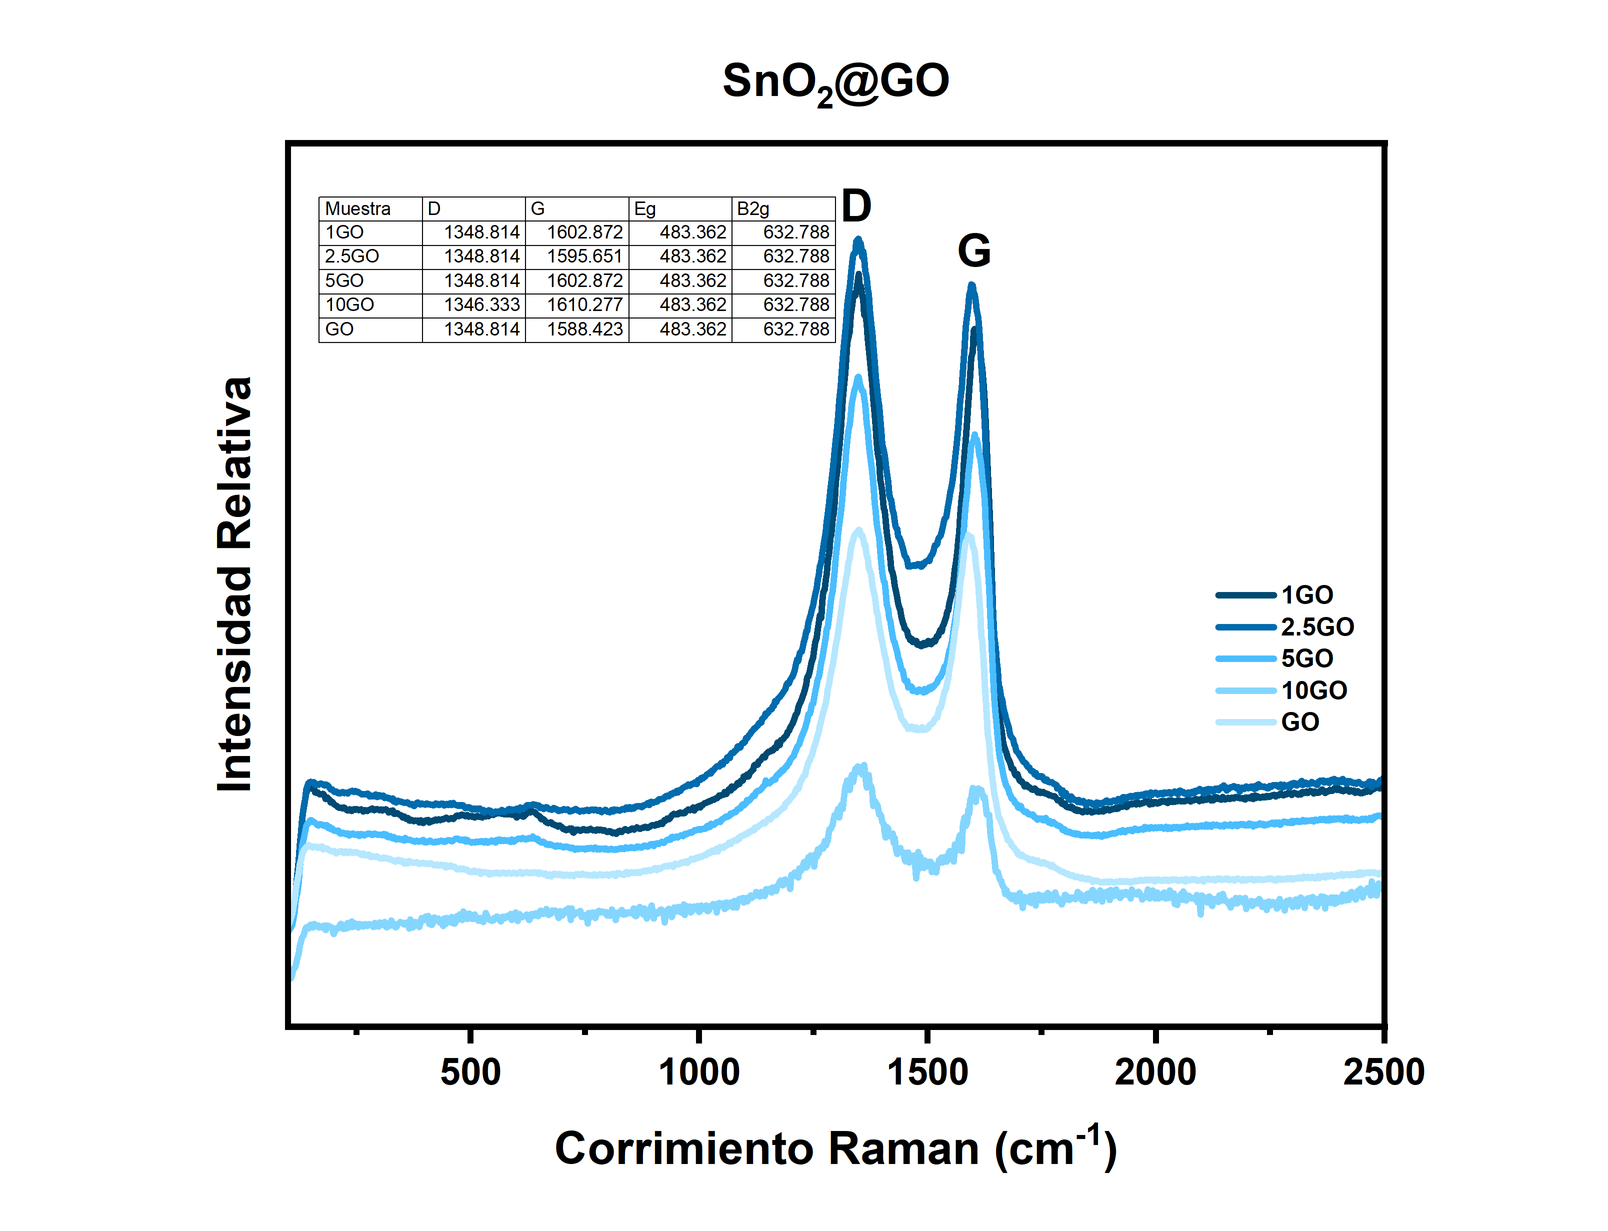 SnO2@GO
Muestra D G Eg B2g
1GO 1348.814 1602.872 483.362 632.788
2.5GO 1348.814 1595.651 483.362 632.788
5GO 1348.814 1602.872 483.362 632.788
10GO 1346.333 1610.277 483.362 632.788
GO 1348.814 1588.423 483.362 632.788
D
G
Intensidad Relativa
1GO
2.5GO
5GO
10GO
GO
500 1000 1500 2000 2500
Corrimiento Raman (cm-1)